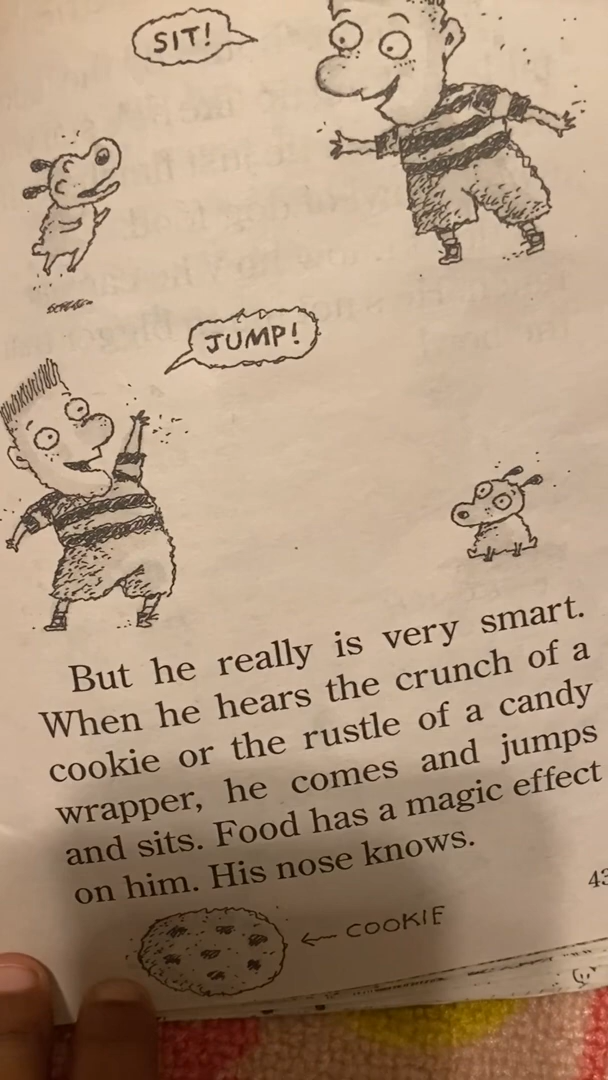 SIT!
JUMP!
But he really is very smart.
When he hears the crunch of a
cookie or the rustle of a candy
wrapper, he comes and jumps
and sits. Food has a magic effect
on him. His nose knows.
COOKIE